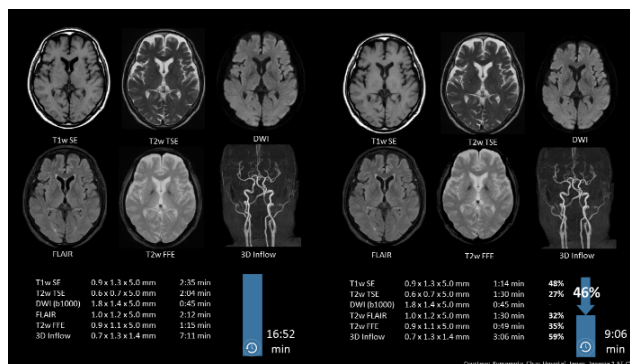 T1w SE
T2w TSE
DWI
T1w SE
T2w TSE
DWI
FLAIR
T2w FFE
3D Inflow
FLAIR
T2w FFE
3D Inflow
T1w SE 0.9 x 1.3 x 5.0 mm 2:35 min
T2w TSE 0.6 x 0.7 x 5.0 mm 2:04 min
DWI (b1000) 1.8 x 1.4 x 5.0 mm 0:45 min
FLAIR 1.0 x 1.2 x 5.0 mm 2:12 min
T2w FFE 0.9 x 1.1 x 5.0 mm 1:15 min
3D Inflow 0.7 x 1.3 x 1.4 mm 7:11 min
16:52
min
T1w SE 0.9 x 1.3 x 5.0 mm 1:14 min 48%
T2w TSE 0.6 x 0.7 x 5.0 mm 1:30 min 27%
DWI (b1000) 1.8 x 1.4 x 5.0 mm 0:45 min -
T2w FLAIR 1.0 x 1.2 x 5.0 mm 1:30 min 32%
T2w FFE 0.9 x 1.1 x 5.0 mm 0:49 min 35%
3D Inflow 0.7 x 1.3 x 1.4 mm 3:06 min 59%
46%
9:06
min